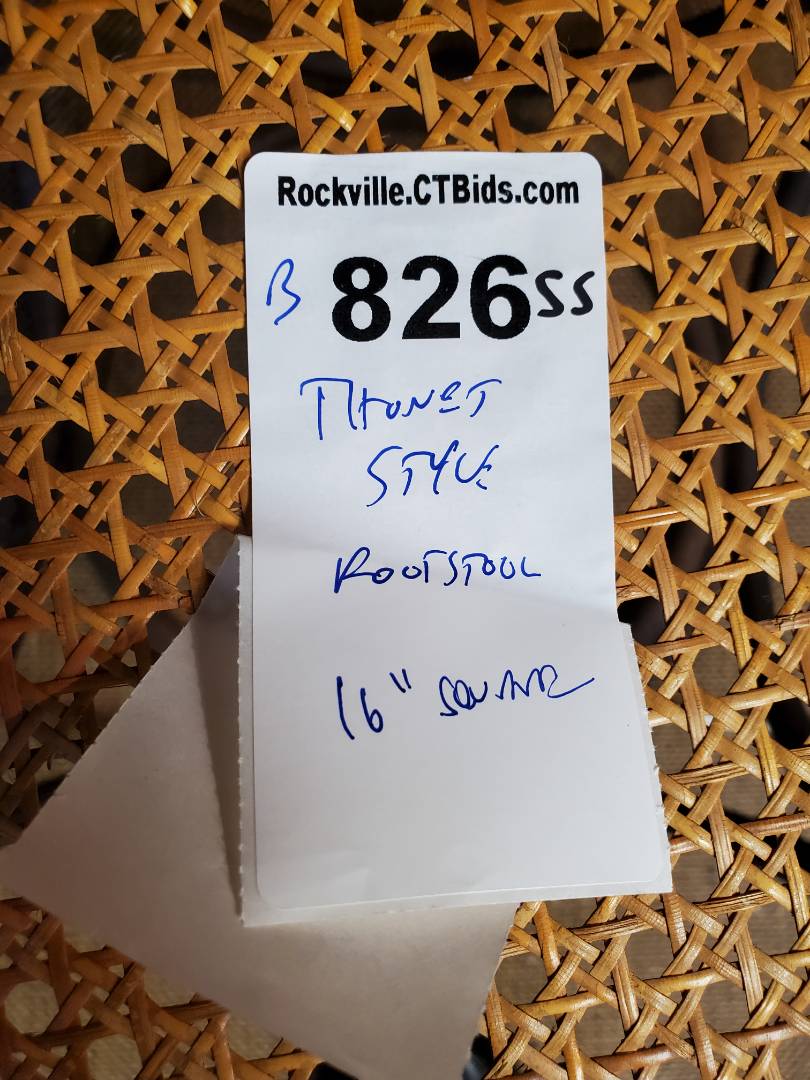 Rockville.CTBids.com
B 826SS
THONET
STYLE
FOOTSTOOL
16" SQUARE